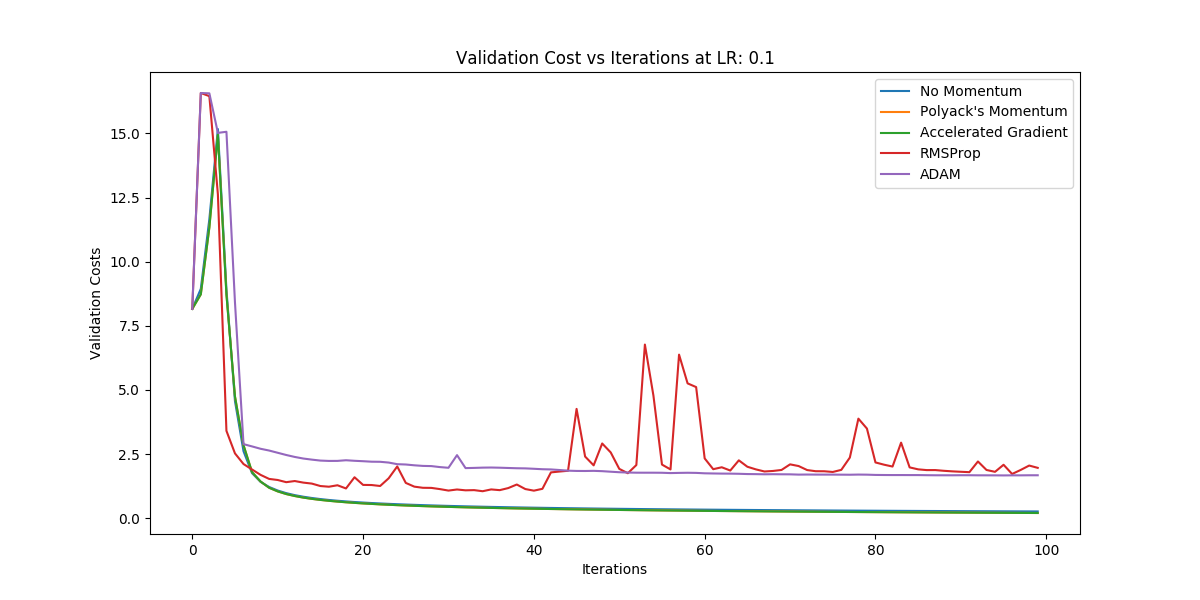 Validation Cost vs Iterations at LR: 0.1
No Momentum
Polyack's Momentum
Accelerated Gradient
RMSProp
ADAM
Validation Costs
15.0
12.5
10.0
7.5
5.0
2.5
0.0
0 20 40 60 80 100
Iterations